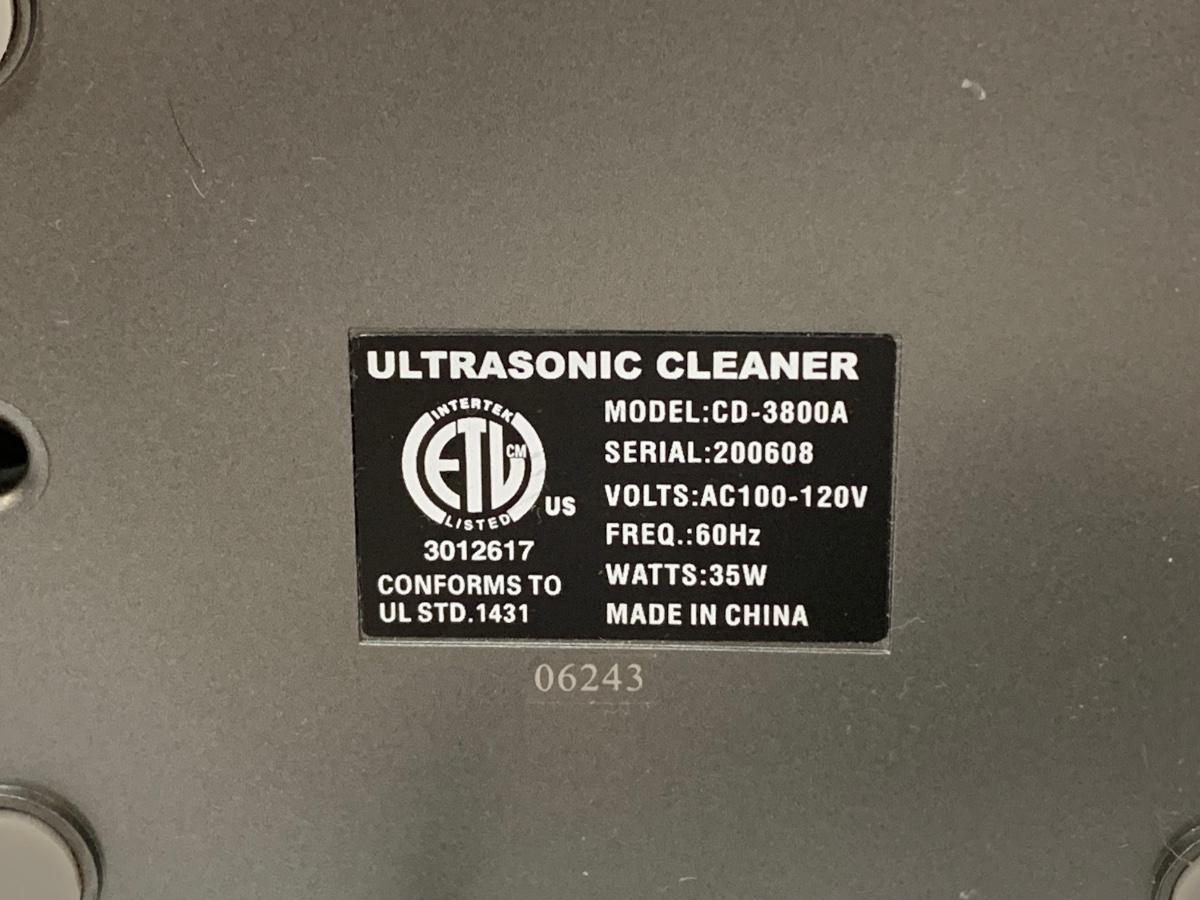 ULTRASONIC CLEANER
INTERTEK
ETL CM
LISTED
US
3012617
CONFORMS TO
UL STD.1431
MODEL:CD-3800A
SERIAL:200608
VOLTS:AC100-120V
FREQ.:60Hz
WATTS:35W
MADE IN CHINA
06243